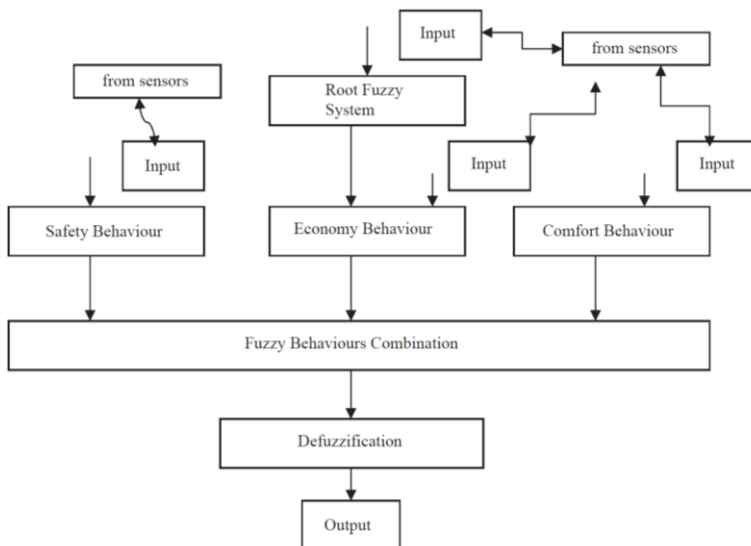 Input
from sensors
from sensors
Root Fuzzy
System
Input
Input
Input
Safety Behaviour
Economy Behaviour
Comfort Behaviour
Fuzzy Behaviours Combination
Defuzzification
Output